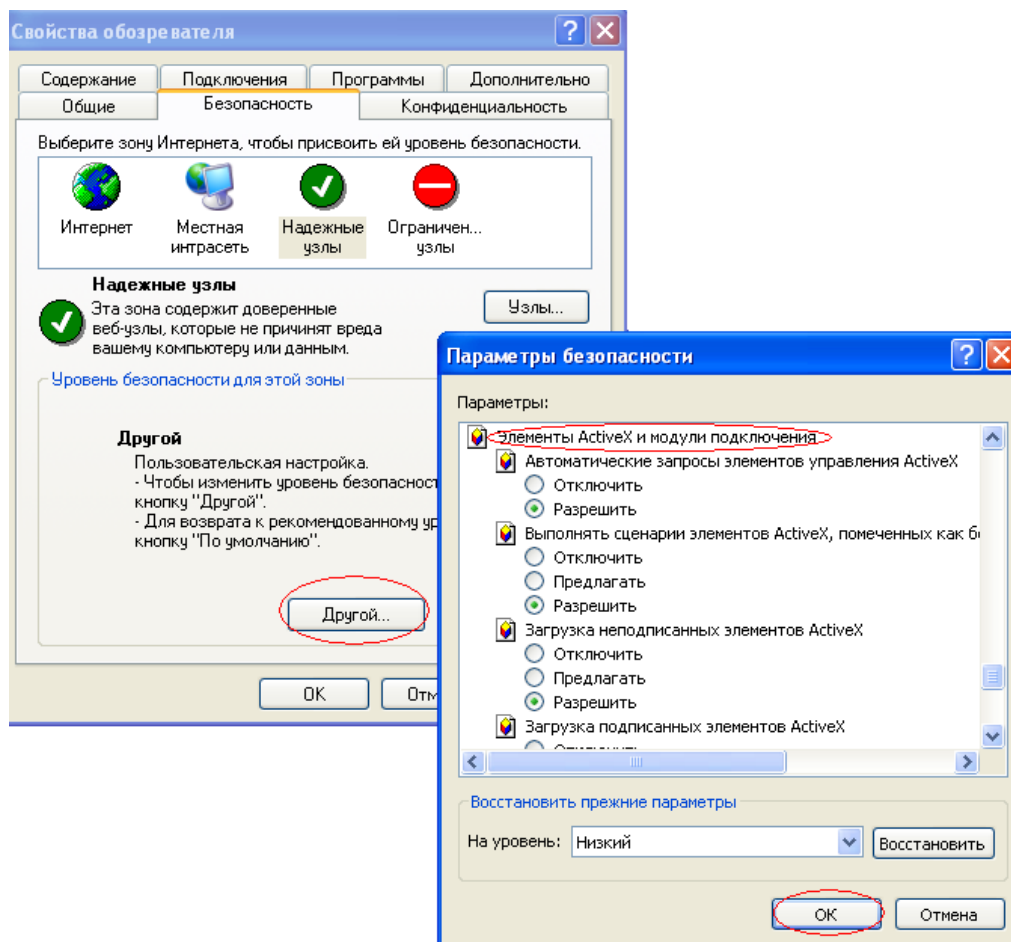 Свойства обозревателя
Содержание Подключения Программы Дополнительно
Общие Безопасность Конфиденциальность
Выберите зону Интернета, чтобы присвоить ей уровень безопасности.
Интернет
Местная
интрасеть
Надежные
узлы
Ограничен...
узлы
Надежные узлы
Эта зона содержит доверенные
веб-узлы, которые не причинят вреда
вашему компьютеру или данным.
Узлы...
Уровень безопасности для этой зоны
Другой
Пользовательская настройка.
- Чтобы изменить уровень безопасност
кнопку "Другой".
- Для возврата к рекомендованному ур
кнопку "По умолчанию".
Другой...
ОК Отм
Параметры безопасности
Параметры:
Элементы ActiveX и модули подключения
Автоматические запросы элементов управления ActiveX
Отключить
Разрешить
Выполнять сценарии элементов ActiveX, помеченных как б
Отключить
Предлагать
Разрешить
Загрузка неподписанных элементов ActiveX
Отключить
Предлагать
Разрешить
Загрузка подписанных элементов ActiveX
Восстановить прежние параметры
На уровень: Низкий Восстановить
ОК Отмена